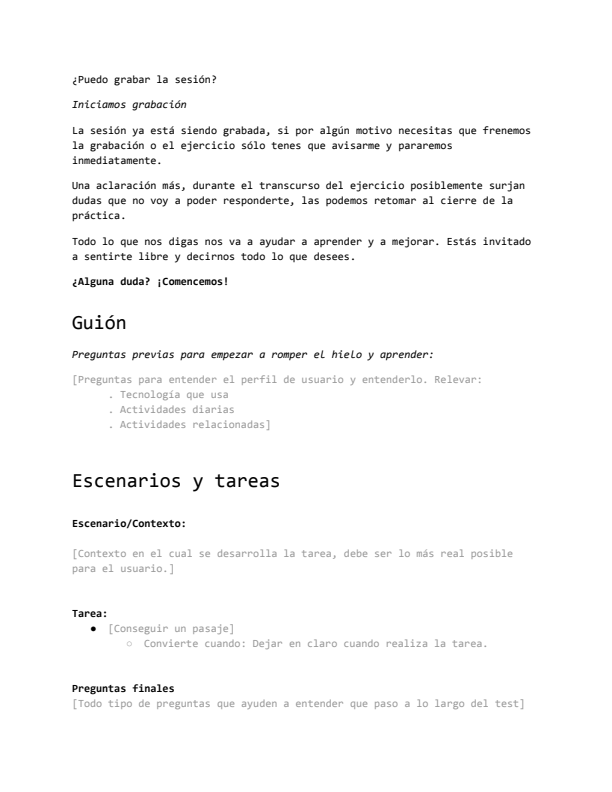 ¿Puedo grabar la sesión?
Iniciamos grabación
La sesión ya está siendo grabada, si por algún motivo necesitas que frenemos
la grabación o el ejercicio sólo tenes que avisarme y pararemos
inmediatamente.
Una aclaración más, durante el transcurso del ejercicio posiblemente surjan
dudas que no voy a poder responderte, las podemos retomar al cierre de la
práctica.
Todo lo que nos digas nos va a ayudar a aprender y a mejorar. Estás invitado
a sentirte libre y decirnos todo lo que desees.
¿Alguna duda? ¡Comencemos!
Guión
Preguntas previas para empezar a romper el hielo y aprender:
[Preguntas para entender el perfil de usuario y entenderlo. Relevar:
. Tecnología que usa
. Actividades diarias
. Actividades relacionadas]
Escenarios y tareas
Escenario/Contexto:
[Contexto en el cual se desarrolla la tarea, debe ser lo más real posible
para el usuario.]
Tarea:
● [Conseguir un pasaje]
○ Convierte cuando: Dejar en claro cuando realiza la tarea.
Preguntas finales
[Todo tipo de preguntas que ayuden a entender que paso a lo largo del test]